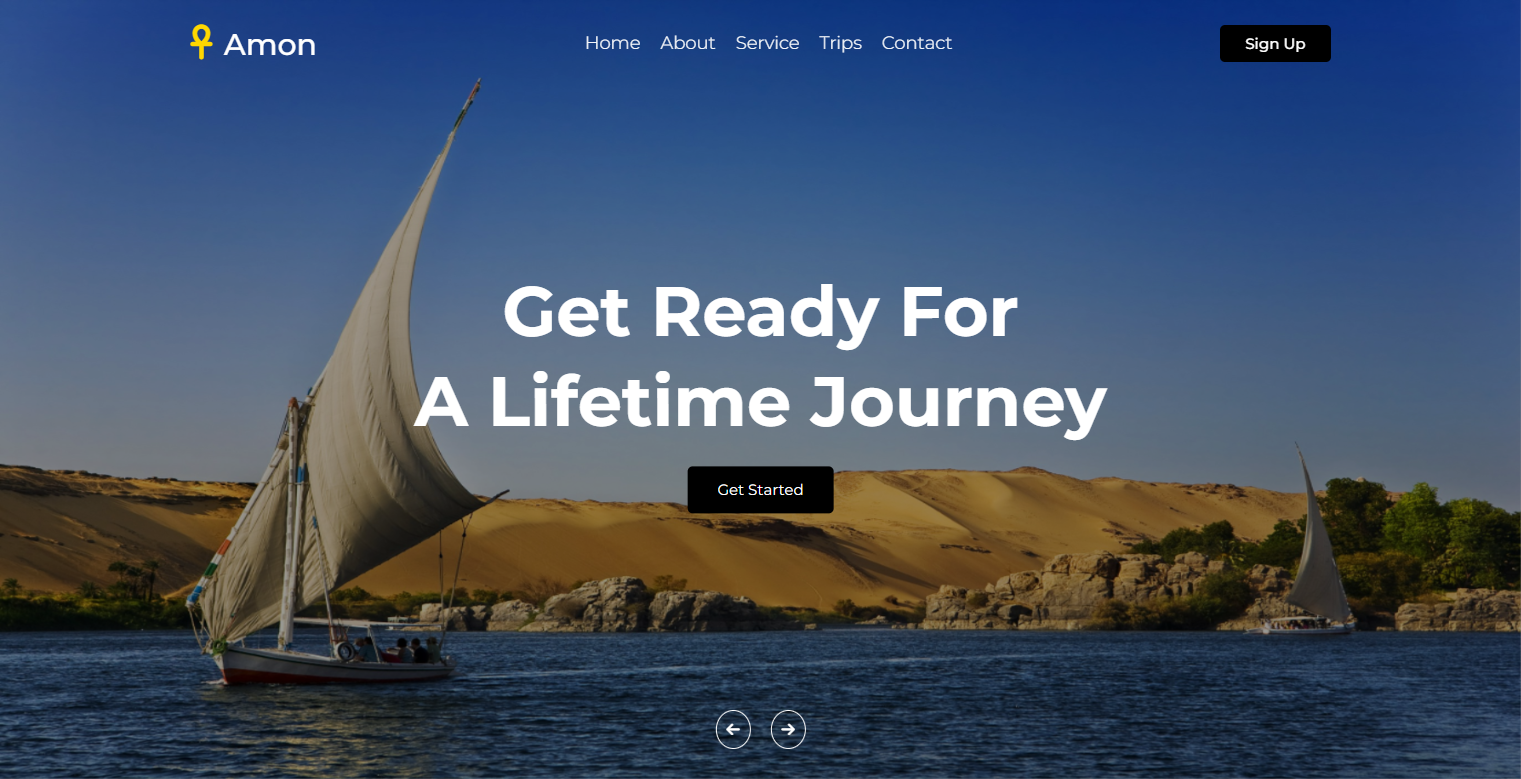 Amon
Home About Service Trips Contact
Sign Up
Get Ready For
A Lifetime Journey
Get Started